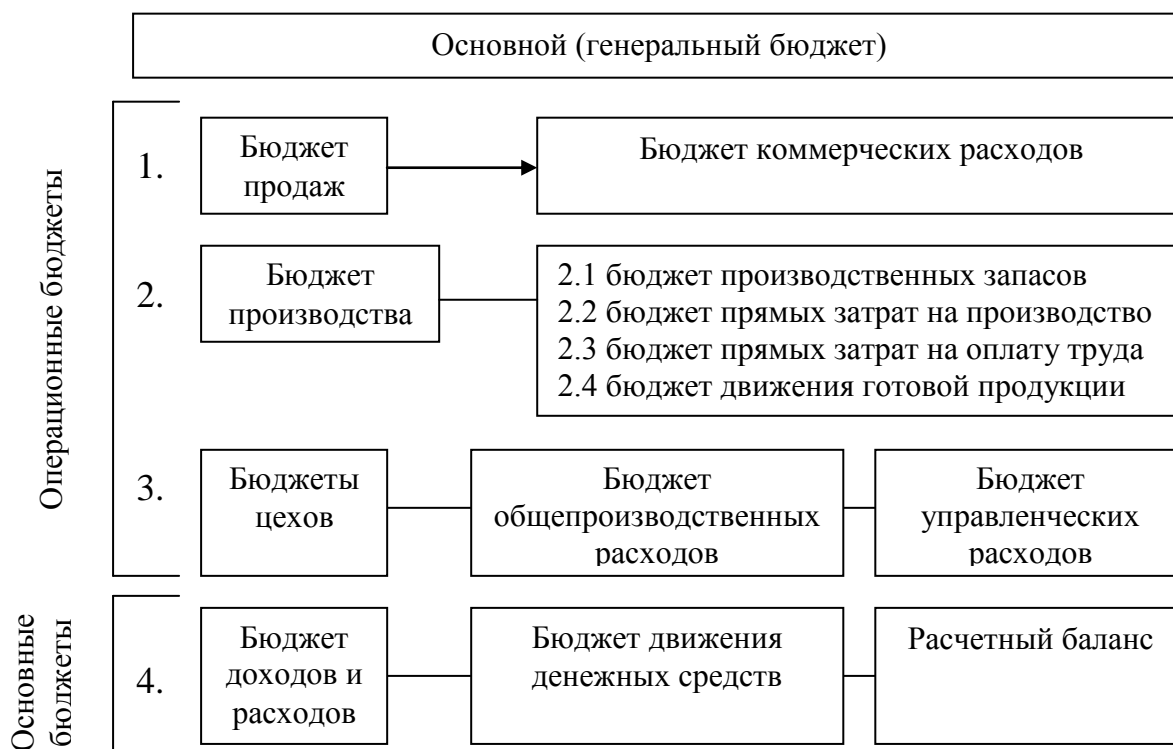 Основной (генеральный бюджет)
Операционные бюджеты
1.
Бюджет
продаж
Бюджет коммерческих расходов
2.
Бюджет
производства
2.1 бюджет производственных запасов
2.2 бюджет прямых затрат на производство
2.3 бюджет прямых затрат на оплату труда
2.4 бюджет движения готовой продукции
3.
Бюджеты
цехов
Бюджет
общепроизводственных
расходов
Бюджет
управленческих
расходов
Основные
бюджеты
4.
Бюджет
доходов и
расходов
Бюджет движения
денежных средств
Расчетный баланс